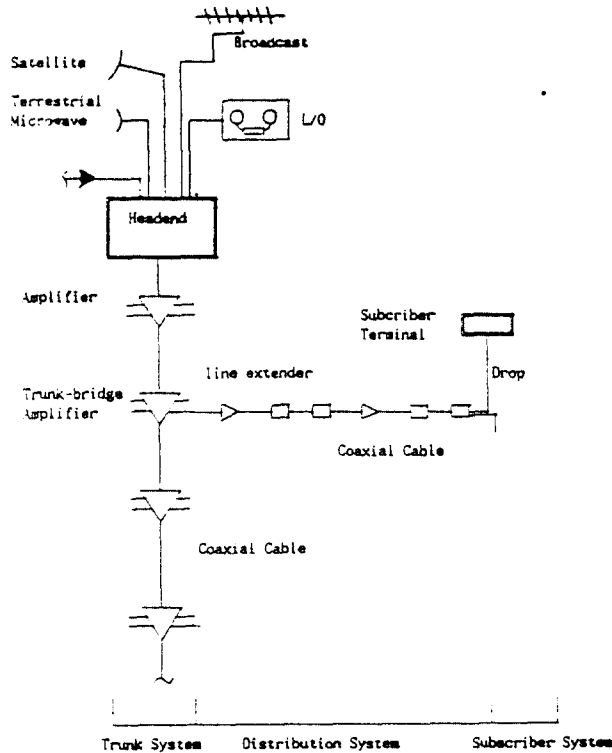 Broadcast
Satellite
Terrestrial
Microwave
L/O
Headend
Amplifier
Subcriber
Terminal
Drop
line extender
Trunk-bridge
Amplifier
Coaxial Cable
Coaxial Cable
Trunk System Distribution System Subscriber System